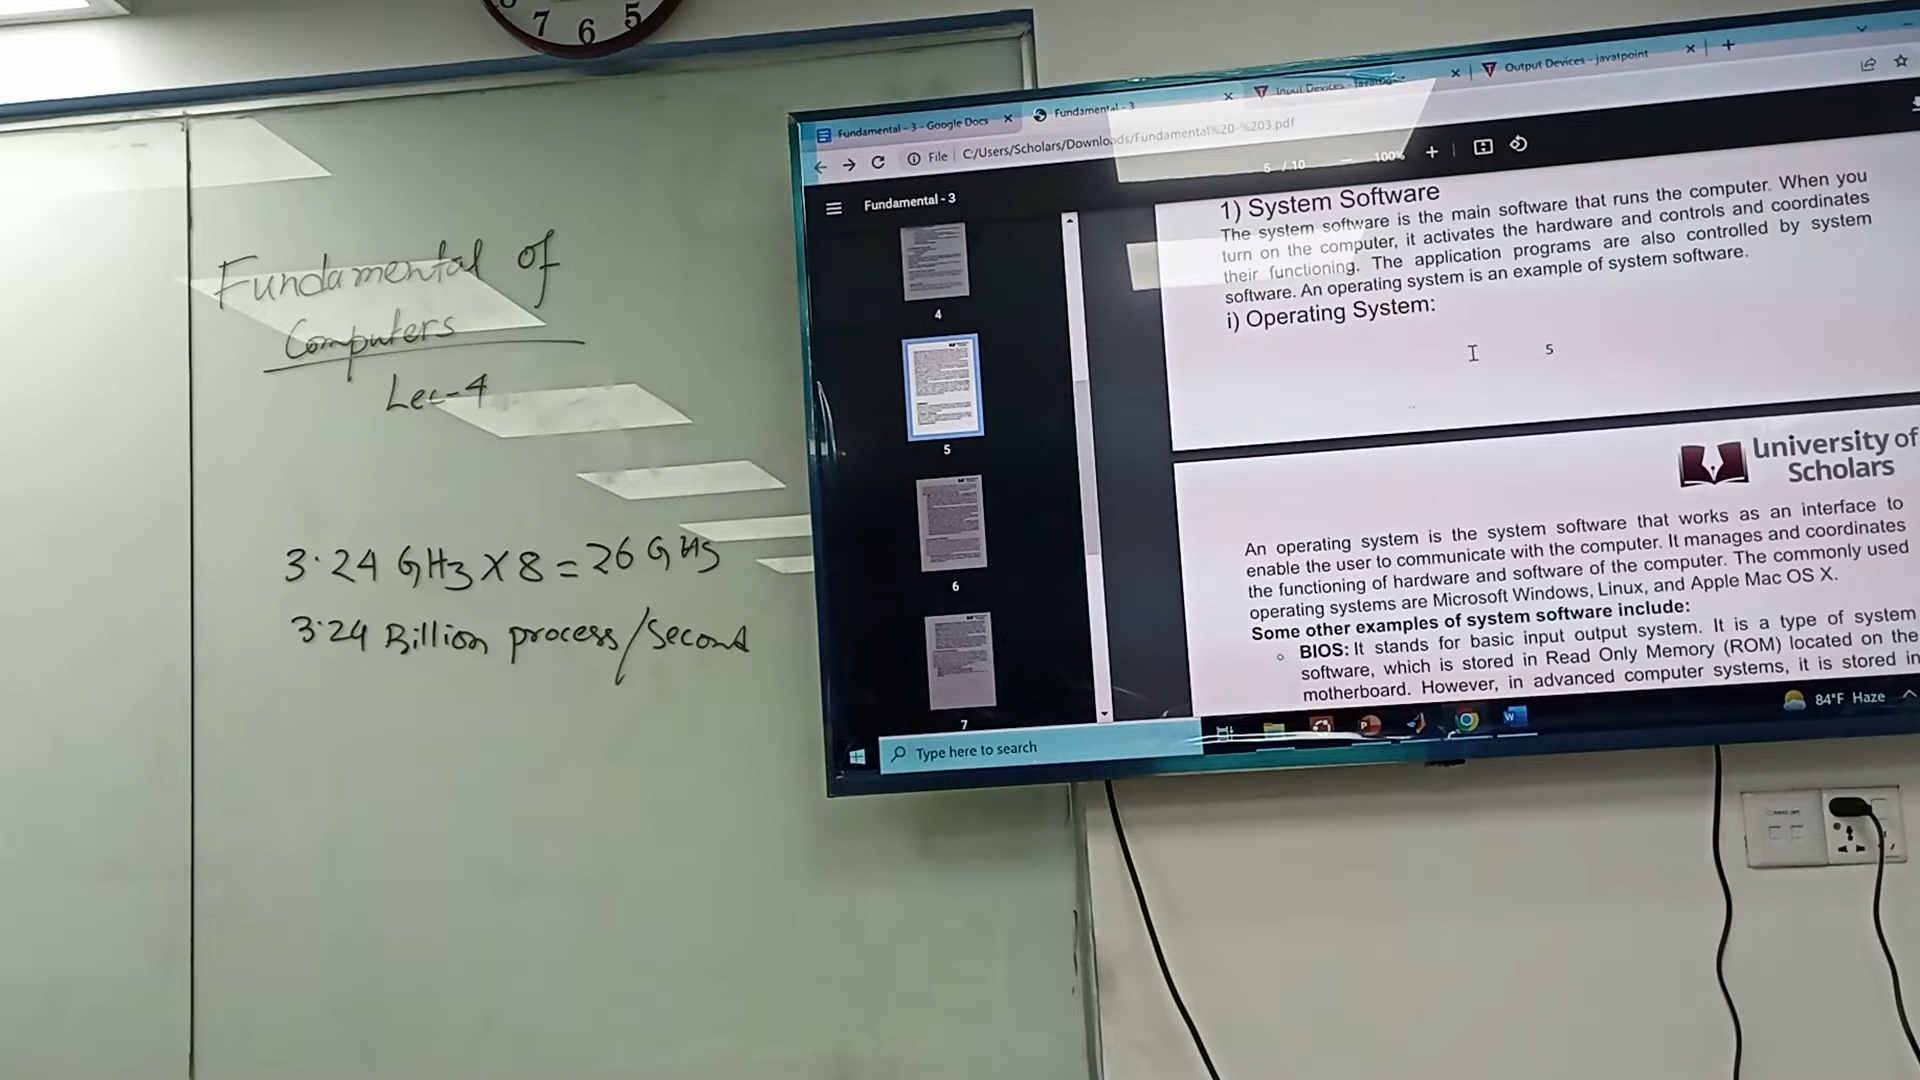 7 6 5
Fundamental of
Computers
Lec-4
3.24 GHz X 8 = 26 GHz
3.24 Billion process/Second
Fundamental - 3 - Google Docs
Fundamental - 3
Input Devices -
Output Devices - javatpoint
File C:/Users/Scholars/Downloads/Fundamental%20-%203.pdf
Fundamental - 3
5 / 10
100%
4
5
6
7
1) System Software
The system software is the main software that runs the computer. When you
turn on the computer, it activates the hardware and controls and coordinates
their functioning. The application programs are also controlled by system
software. An operating system is an example of system software.
i) Operating System:
5
University of
Scholars
An operating system is the system software that works as an interface to
enable the user to communicate with the computer. It manages and coordinates
the functioning of hardware and software of the computer. The commonly used
operating systems are Microsoft Windows, Linux, and Apple Mac OS X.
Some other examples of system software include:
BIOS: It stands for basic input output system. It is a type of system
software, which is stored in Read Only Memory (ROM) located on the
motherboard. However, in advanced computer systems, it is stored in
Type here to search
84°F Haze